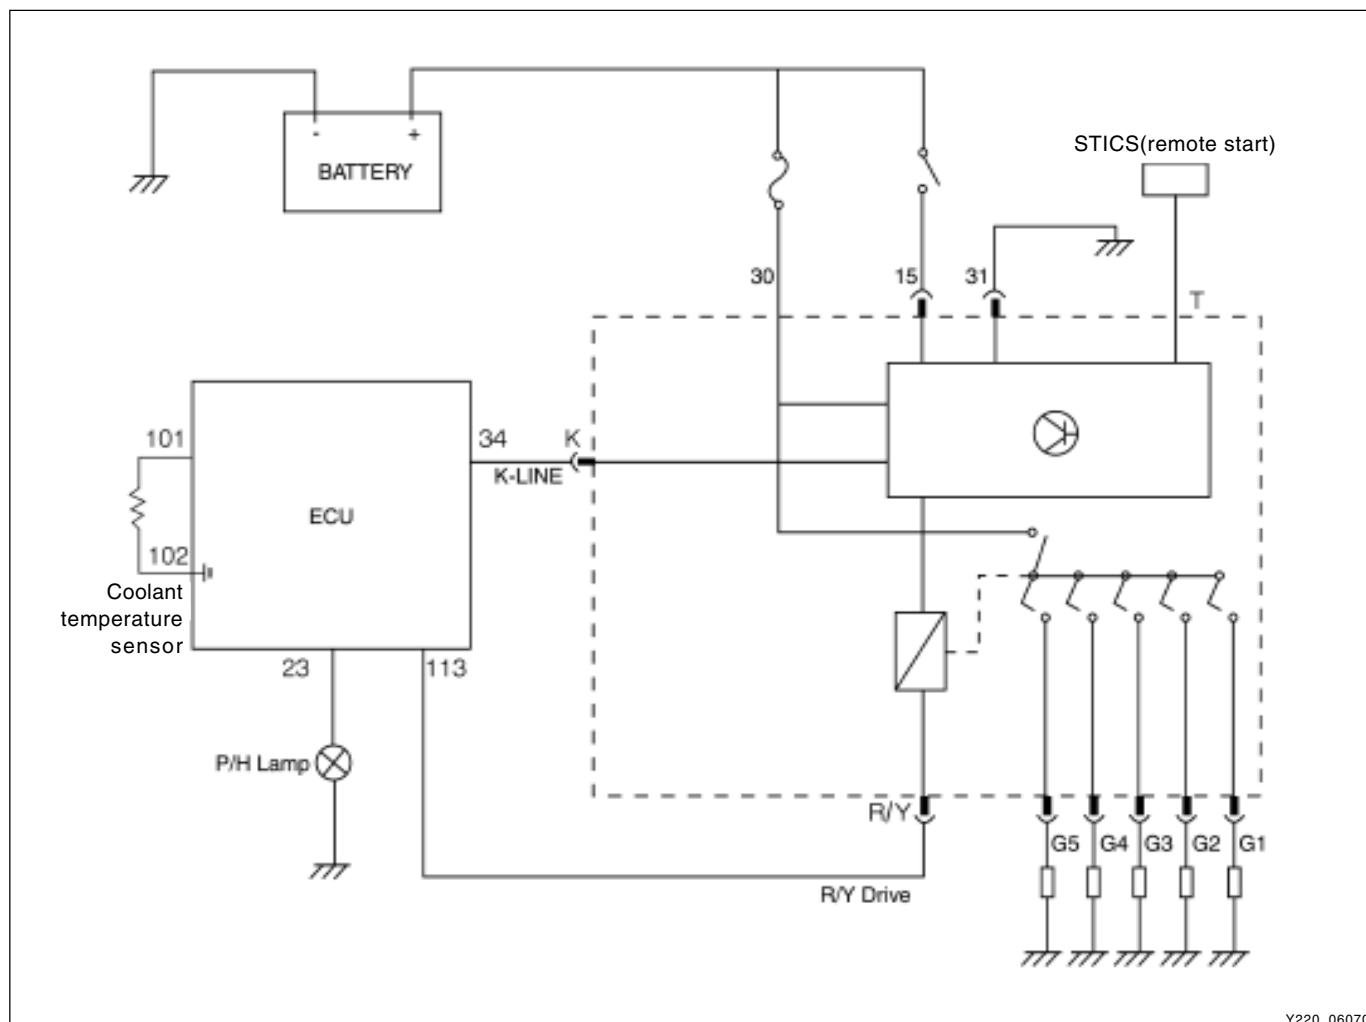 STICS(remote start)
- +
BATTERY
30 15 31
T
101 34 K
K-LINE
ECU
102
Coolant
temperature
sensor
23 113
P/H Lamp
R/Y
G5 G4 G3 G2 G1
R/Y Drive